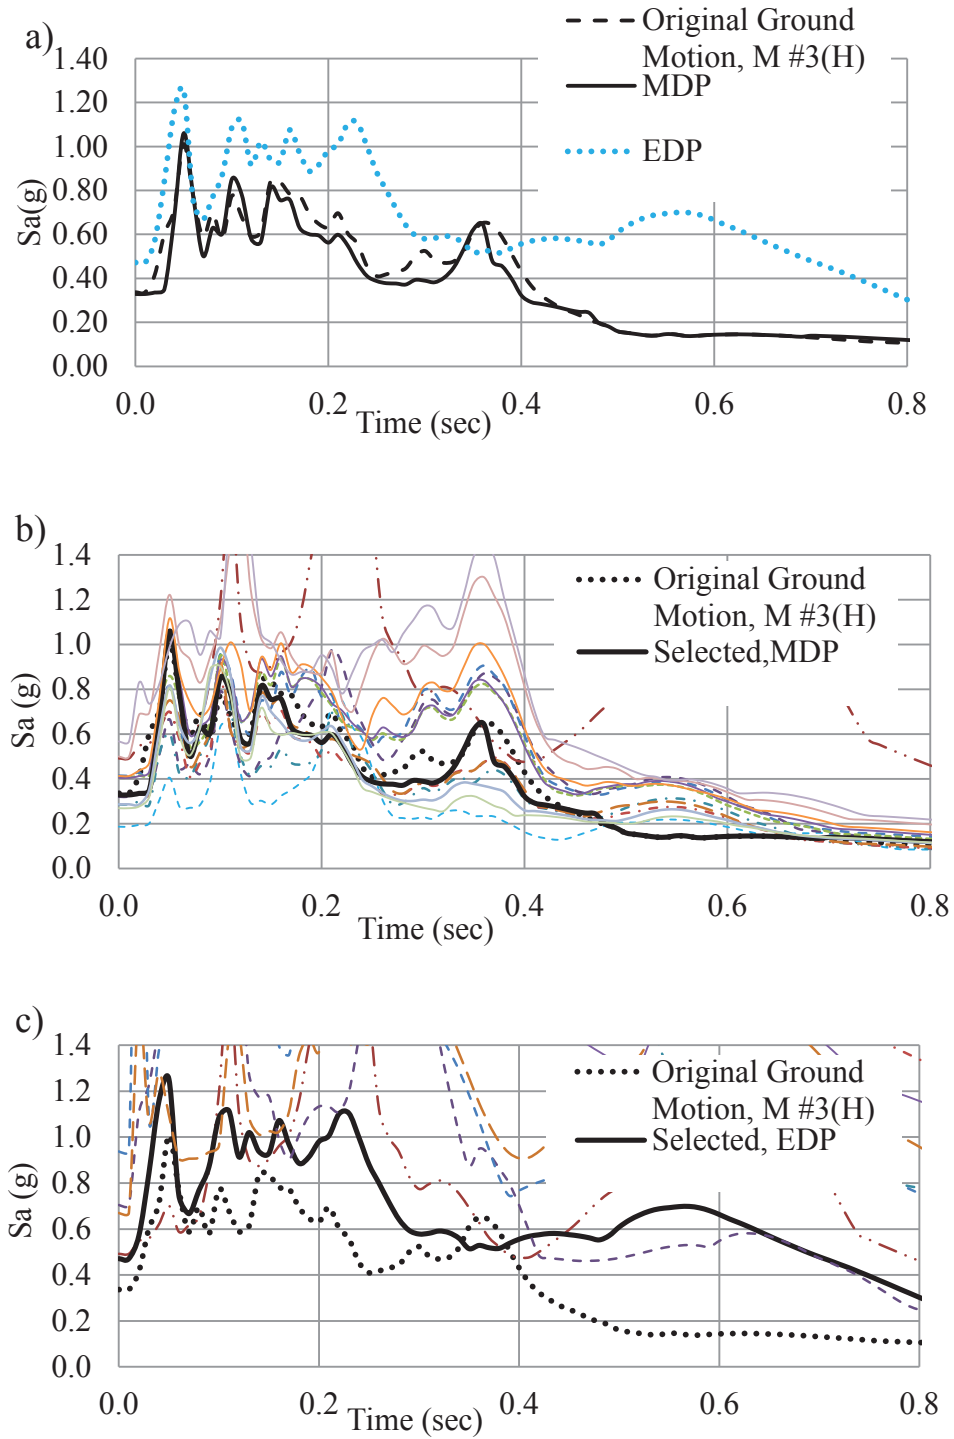 a)
Original Ground
Motion, M #3(H)
MDP
EDP
1.40
1.20
1.00
0.80
0.60
0.40
0.20
0.00
Sa(g)
0.0 0.2 0.4 0.6 0.8
Time (sec)
b)
Original Ground
Motion, M #3(H)
Selected,MDP
1.4
1.2
1.0
0.8
0.6
0.4
0.2
0.0
Sa (g)
0.0 0.2 0.4 0.6 0.8
Time (sec)
c)
Original Ground
Motion, M #3(H)
Selected, EDP
1.4
1.2
1.0
0.8
0.6
0.4
0.2
0.0
Sa (g)
0.0 0.2 0.4 0.6 0.8
Time (sec)